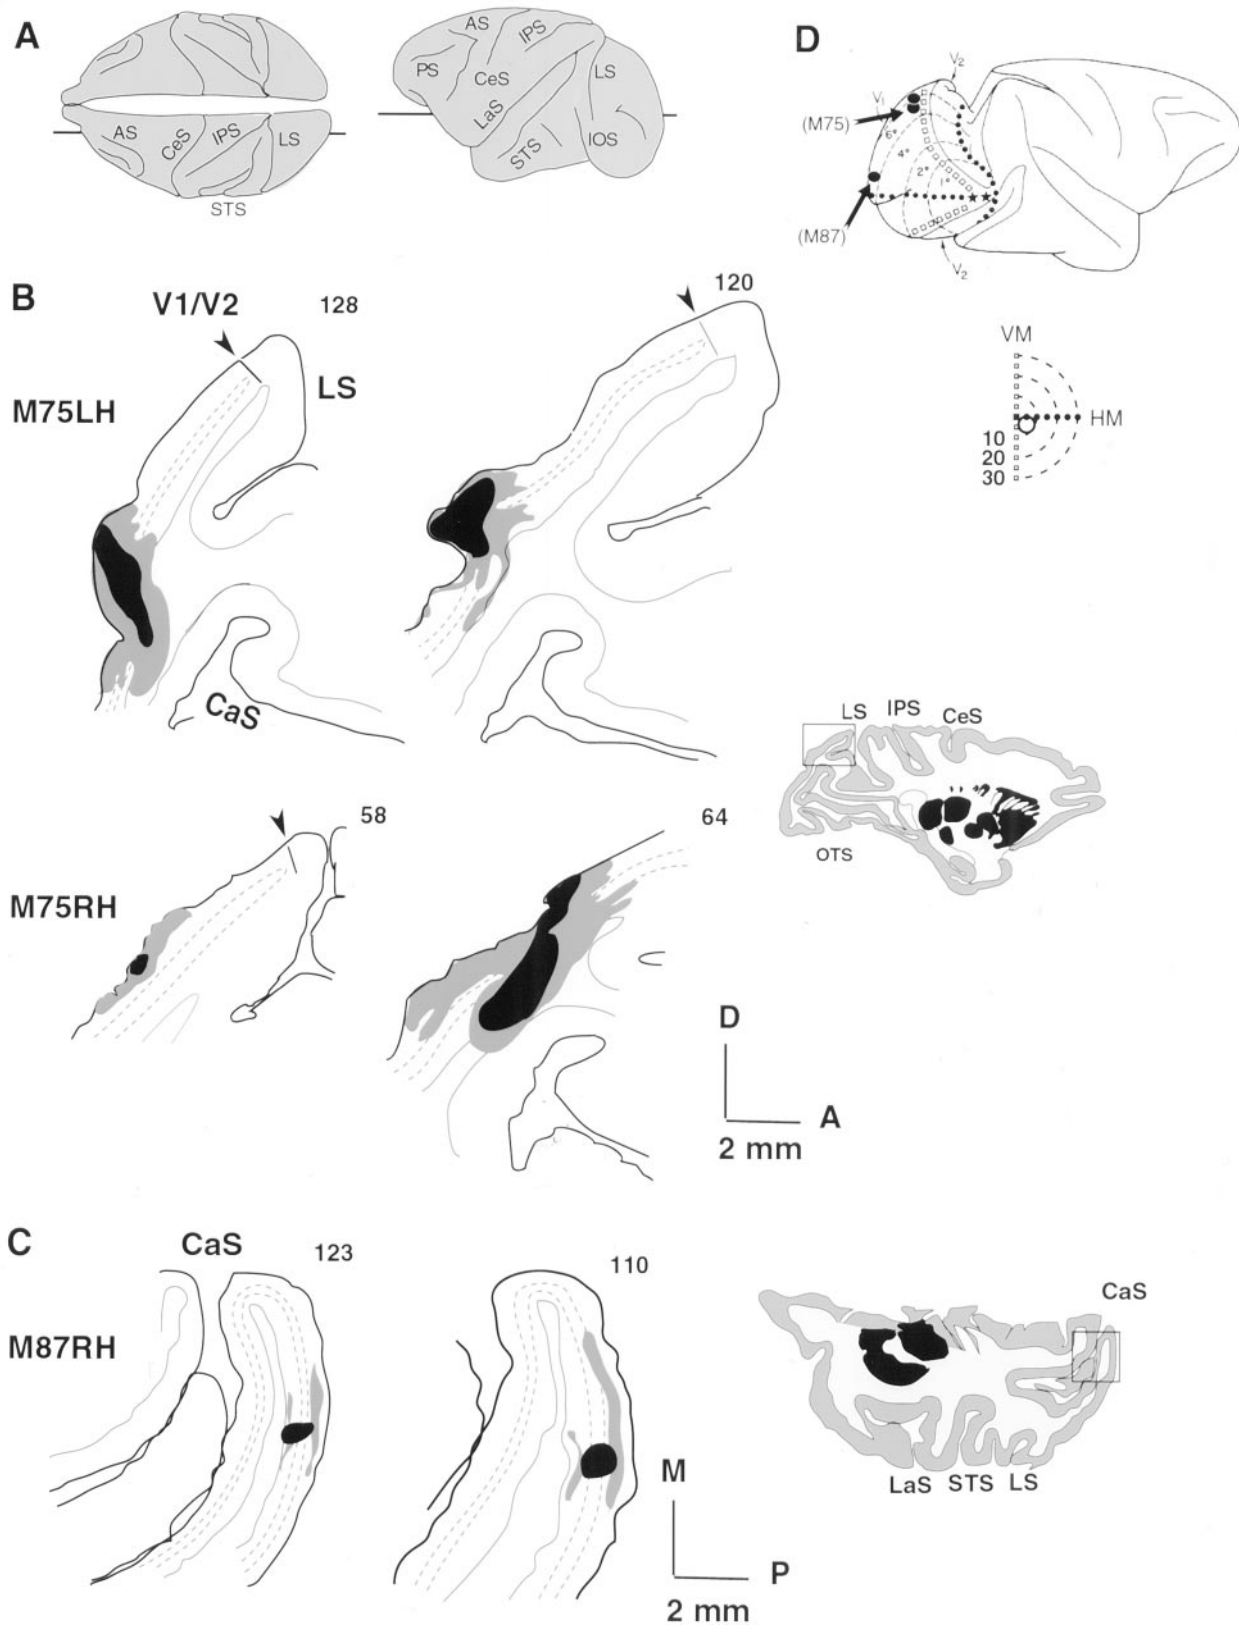 A
AS
CeS
IPS
LS
STS
AS
IPS
PS
CeS
LS
LaS
STS
IOS
D
V₂
V₁
(M75)
6°
4°
2°
1°
(M87)
V₂
VM
HM
10
20
30
B
V1/V2
128
120
LS
M75LH
CaS
58
64
M75RH
LS IPS CeS
OTS
D
A
2 mm
C
CaS
123
110
M87RH
M
P
2 mm
CaS
LaS STS LS